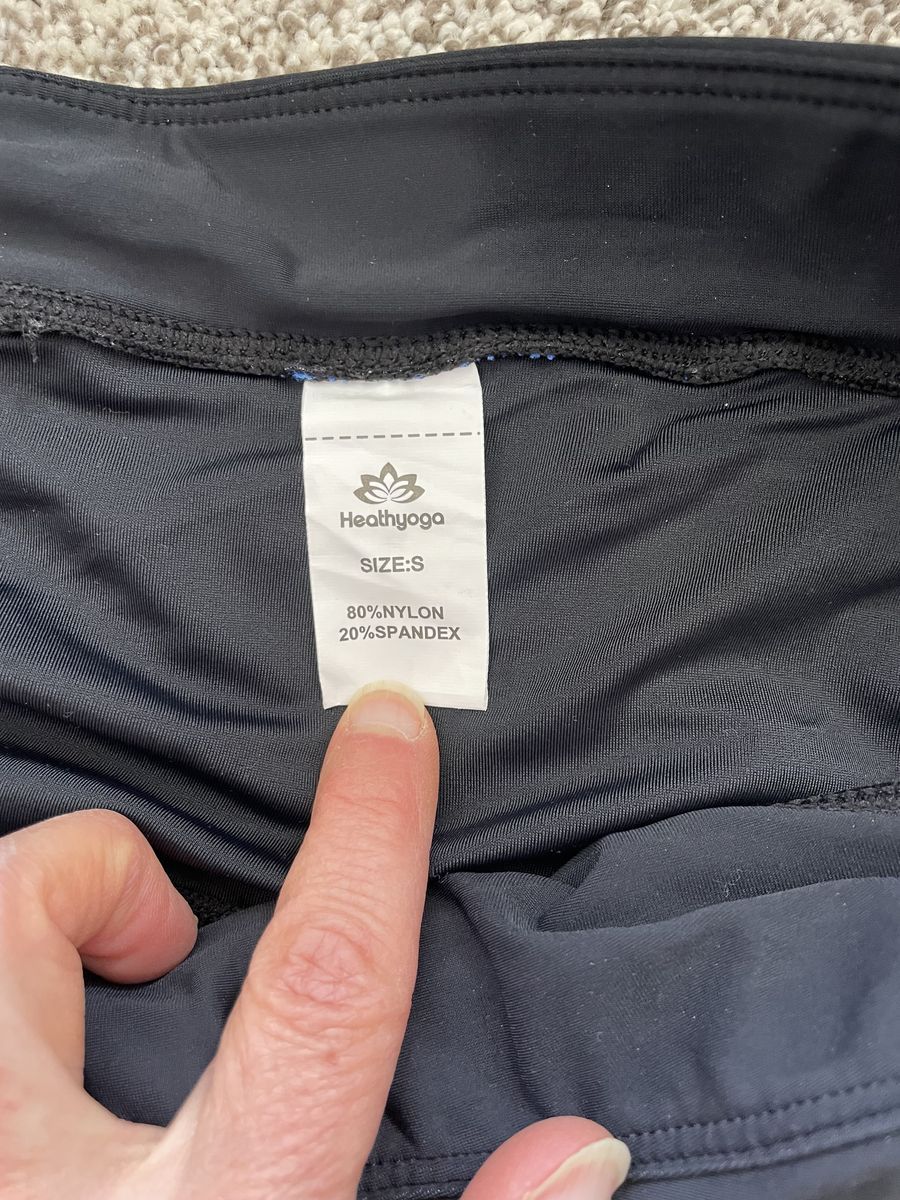 Heathyoga
SIZE:S
80%NYLON
20%SPANDEX